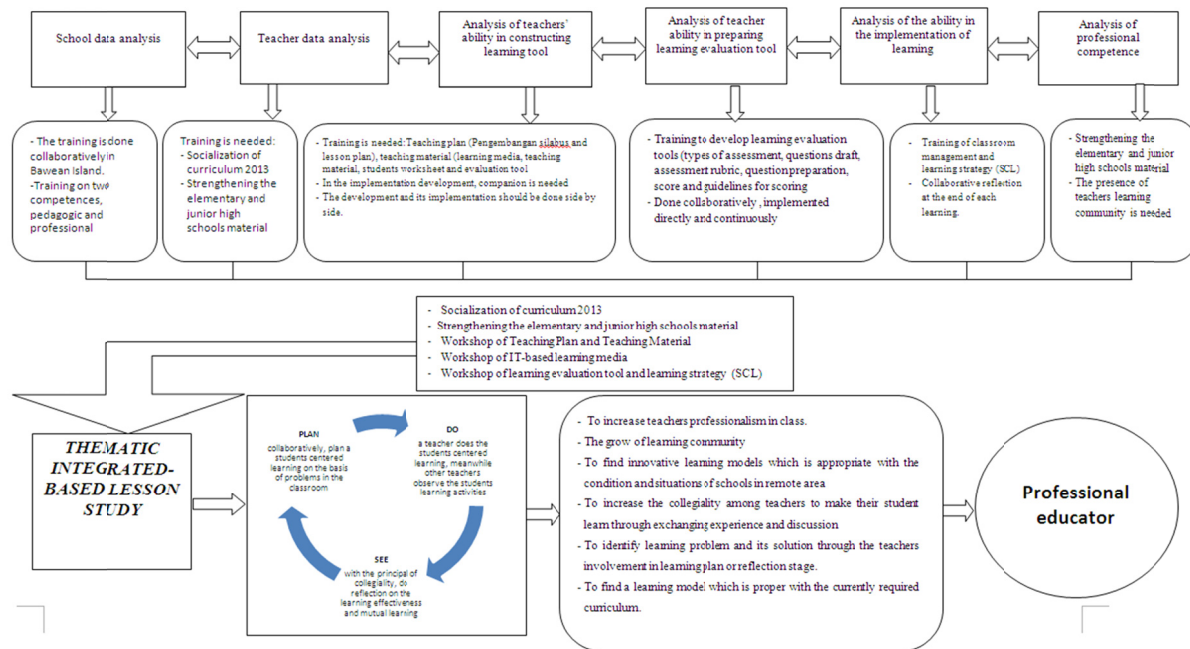 School data analysis
Teacher data analysis
Analysis of teachers'
ability in constructing
learning tool
Analysis of teacher
ability in preparing
learning evaluation tool
Analysis of the ability in
the implementation of
learning
Analysis of
professional
competence
- The training is done
collaboratively in
Bawean Island.
-Training on two
competences,
pedagogic and
professional
Training is needed:
- Socialization of
curriculum 2013
- Strengthening the
elementary and
junior high
schools material
- Training is needed: Teaching plan (Pengembangan silabus and
lesson plan), teaching material (learning media, teaching
material, students worksheet and evaluation tool
- In the implementation development, companion is needed
- The development and its implementation should be done side by
side.
- Training to develop learning evaluation
tools (types of assessment, questions draft,
assessment rubric, question preparation,
score and guidelines for scoring
- Done collaboratively , implemented
directly and continuously
- Training of classroom
management and
learning strategy (SCL)
- Collaborative reflection
at the end of each
learning.
- Strengthening the
elementary and junior
high schools material
- The presence of
teachers learning
community is needed
- Socialization of curriculum 2013
- Strengthening the elementary and junior high schools material
- Workshop of Teaching Plan and Teaching Material
- Workshop of IT-based learning media
- Workshop of learning evaluation tool and learning strategy (SCL)
THEMATIC
INTEGRATED-
BASED LESSON
STUDY
PLAN
collaboratively, plan a
students centered
learning on the basis
of problems in the
classroom
DO
a teacher does the
students centered
learning, meanwhile
other teachers
observe the students
learning activities
SEE
with the principal of
collegiality, do
reflection on the
learning effectiveness
and mutual learning
- To increase teachers professionalism in class.
- The grow of learning community
- To find innovative learning models which is appropriate with the
condition and situations of schools in remote area
- To increase the collegiality among teachers to make their student
learn through exchanging experience and discussion
- To identify learning problem and its solution through the teachers
involvement in learning plan or reflection stage.
- To find a learning model which is proper with the currently required
curriculum.
Professional
educator